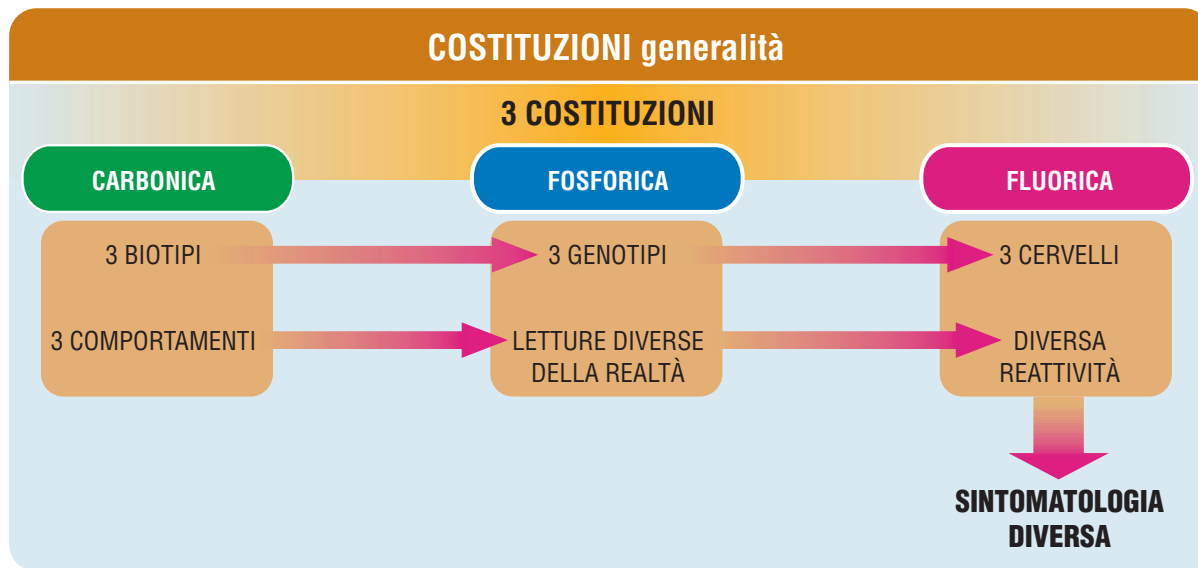 COSTITUZIONI generalità
3 COSTITUZIONI
CARBONICA
FOSFORICA
FLUORICA
3 BIOTIPI
3 GENOTIPI
3 CERVELLI
3 COMPORTAMENTI
LETTURE DIVERSE
DELLA REALTÀ
DIVERSA
REATTIVITÀ
SINTOMATOLOGIA
DIVERSA